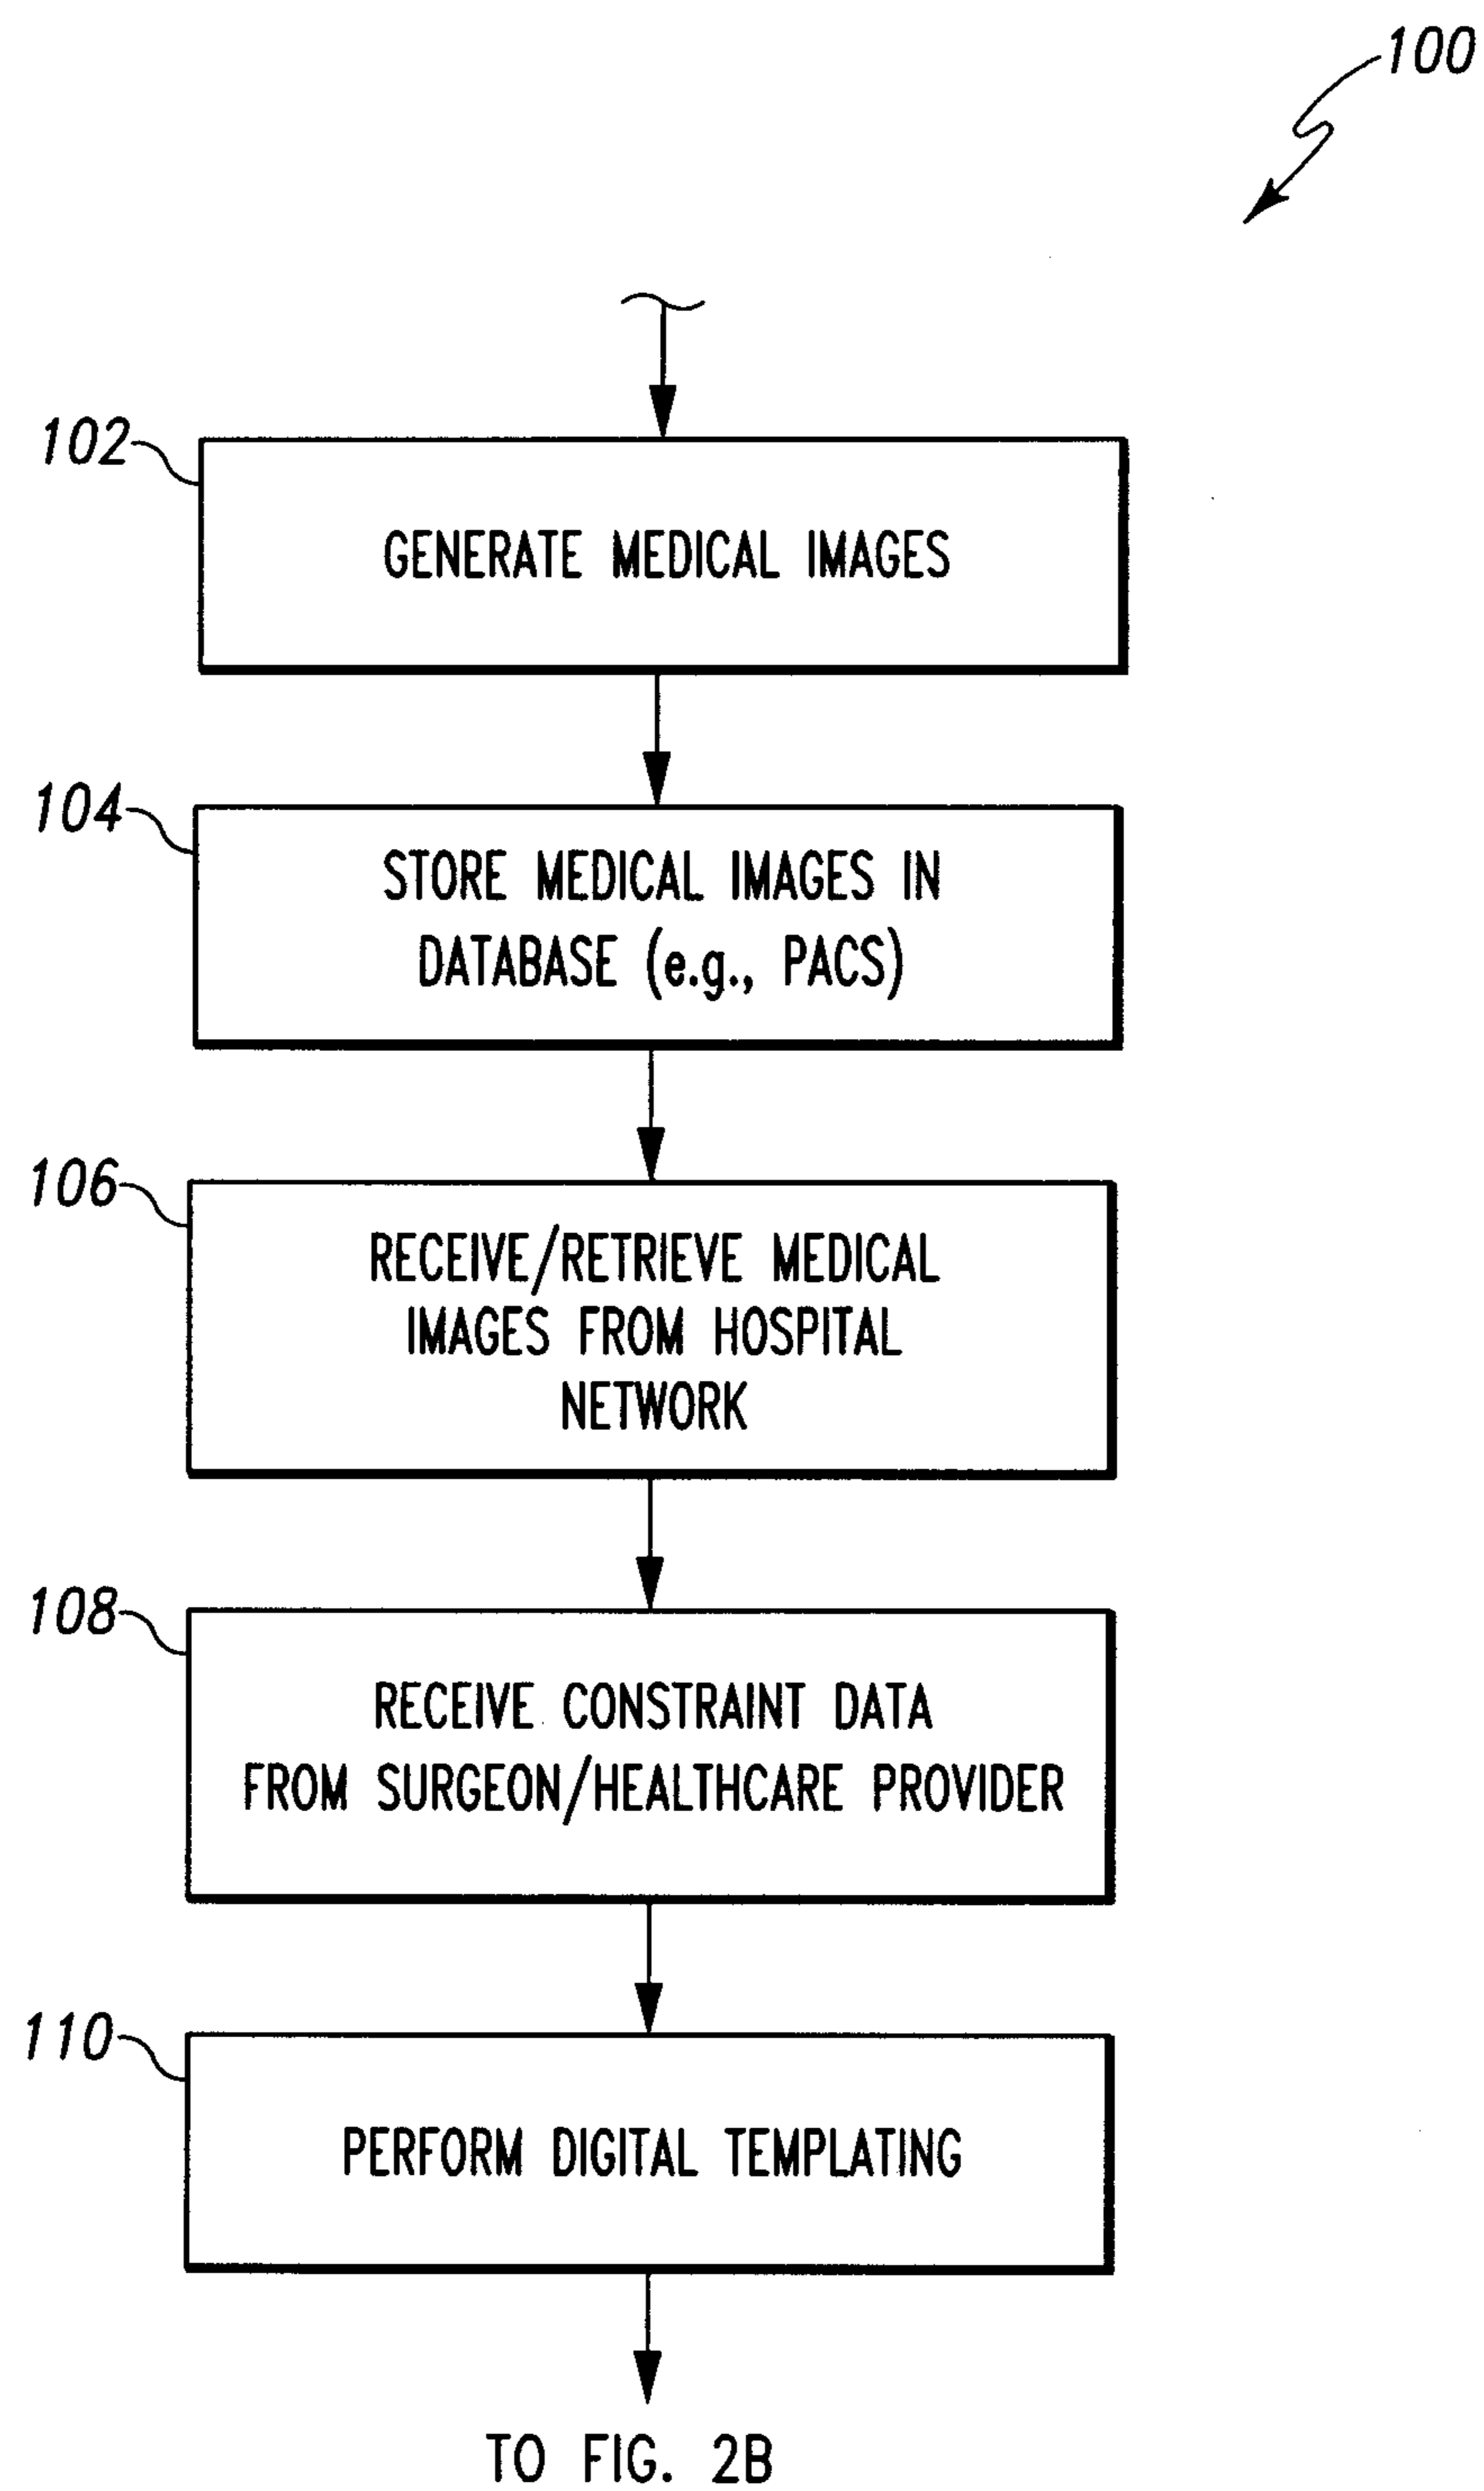 100
102
GENERATE MEDICAL IMAGES
104
STORE MEDICAL IMAGES IN
DATABASE (e.g., PACS)
106
RECEIVE/RETRIEVE MEDICAL
IMAGES FROM HOSPITAL
NETWORK
108
RECEIVE CONSTRAINT DATA
FROM SURGEON/HEALTHCARE PROVIDER
110
PERFORM DIGITAL TEMPLATING
TO FIG. 2B